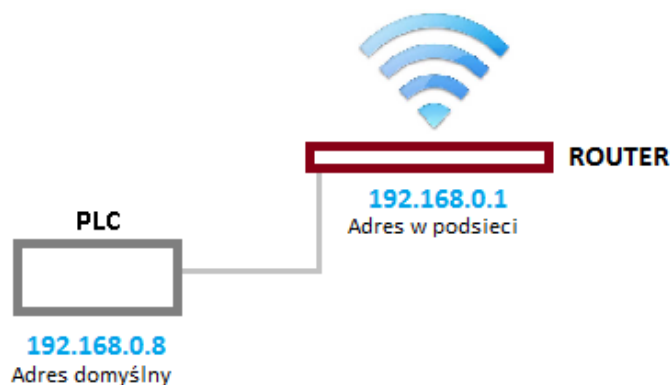 ROUTER
192.168.0.1
Adres w podsieci
PLC
192.168.0.8
Adres domyślny